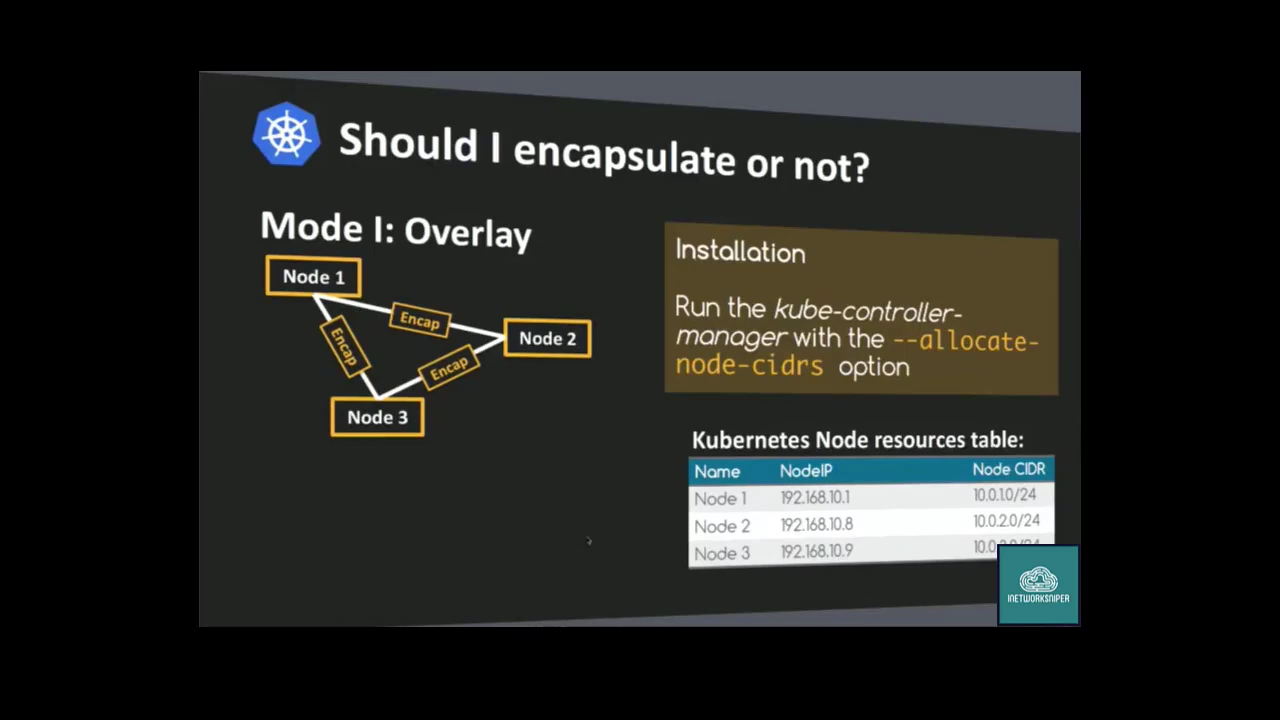 Should I encapsulate or not?
Mode I: Overlay
Node 1
Encap
Encap
Encap
Node 2
Node 3
Installation
Run the kube-controller-
manager with the --allocate-
node-cidrs option
Kubernetes Node resources table:
Name NodeIP Node CIDR
Node 1 192.168.10.1 10.0.1.0/24
Node 2 192.168.10.8 10.0.2.0/24
Node 3 192.168.10.9
INETWORKSNIPER